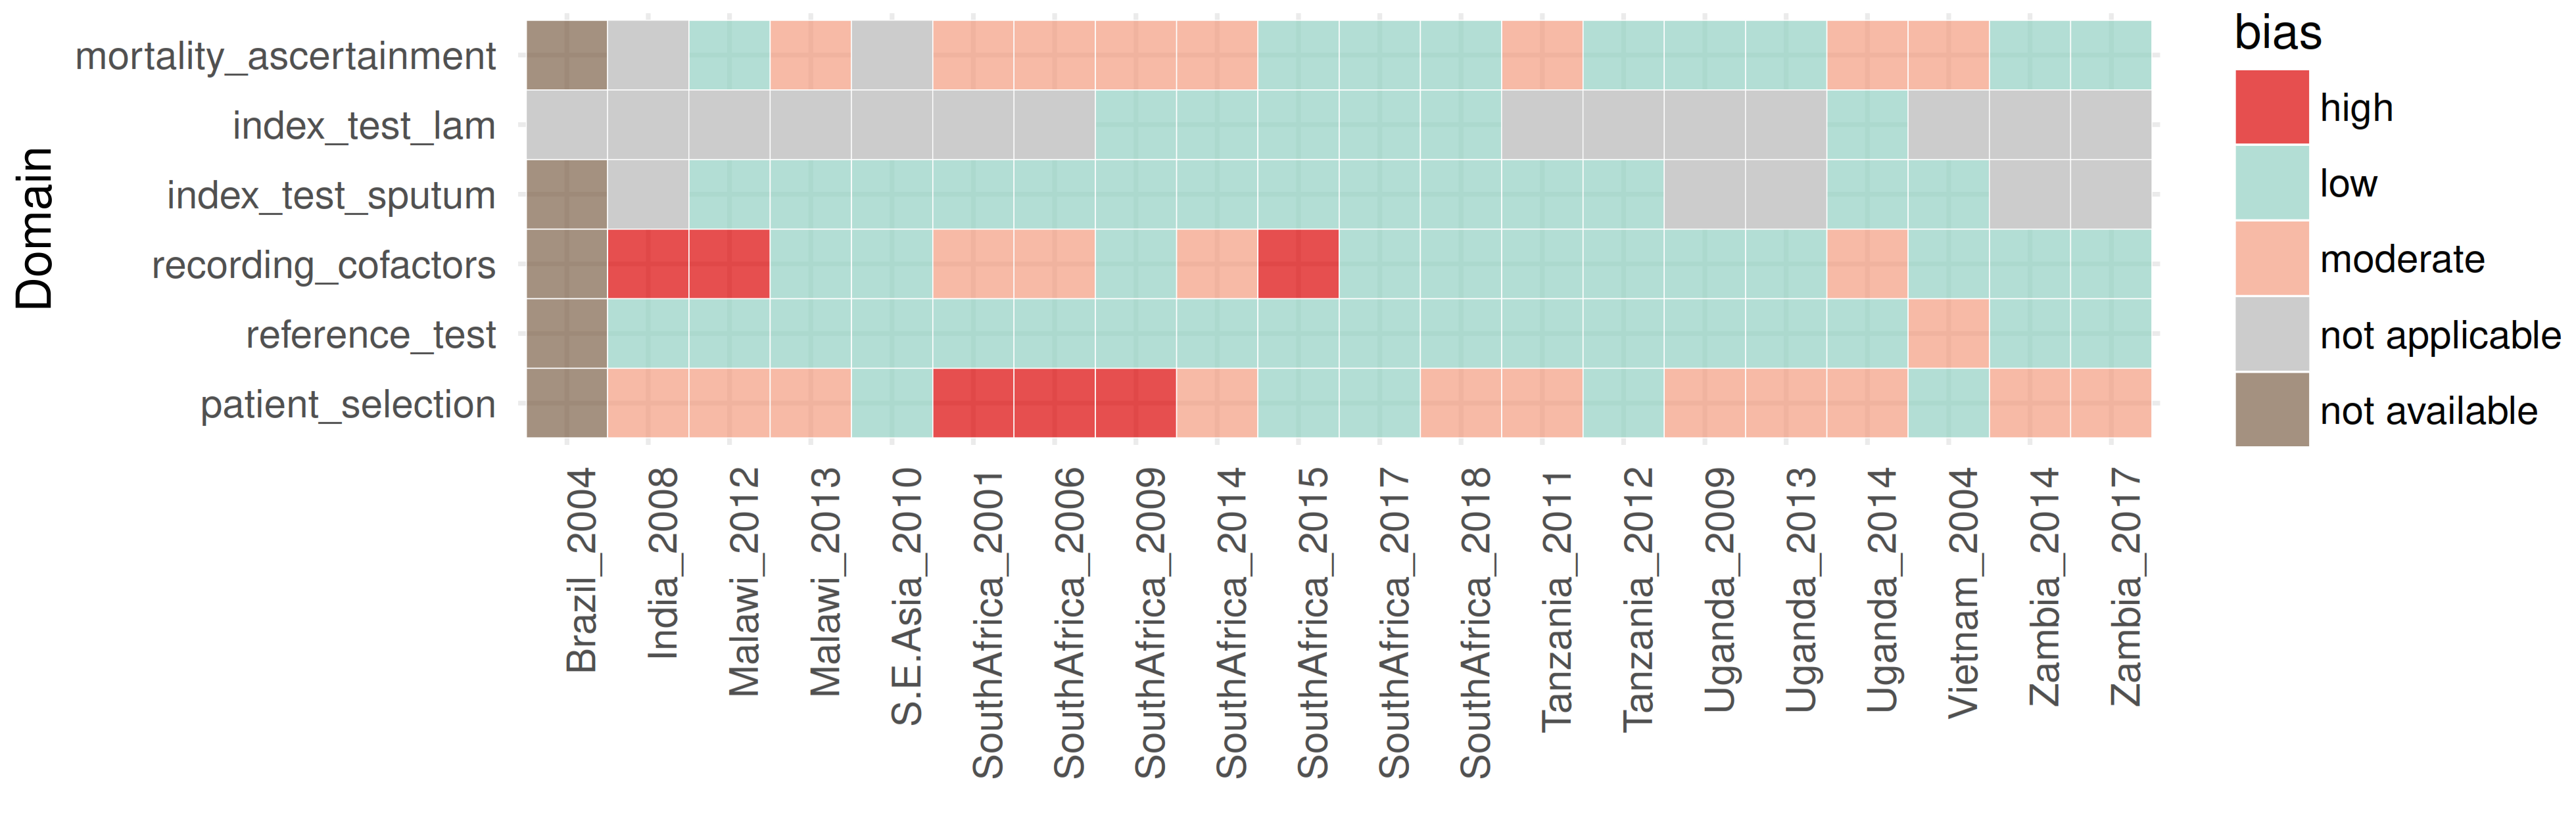 Domain
mortality_ascertainment
index_test_lam
index_test_sputum
recording_cofactors
reference_test
patient_selection
Brazil_2004
India_2008
Malawi_2012
Malawi_2013
S.E.Asia_2010
SouthAfrica_2001
SouthAfrica_2006
SouthAfrica_2009
SouthAfrica_2014
SouthAfrica_2015
SouthAfrica_2017
SouthAfrica_2018
Tanzania_2011
Tanzania_2012
Uganda_2009
Uganda_2013
Uganda_2014
Vietnam_2004
Zambia_2014
Zambia_2017
bias
high
low
moderate
not applicable
not available